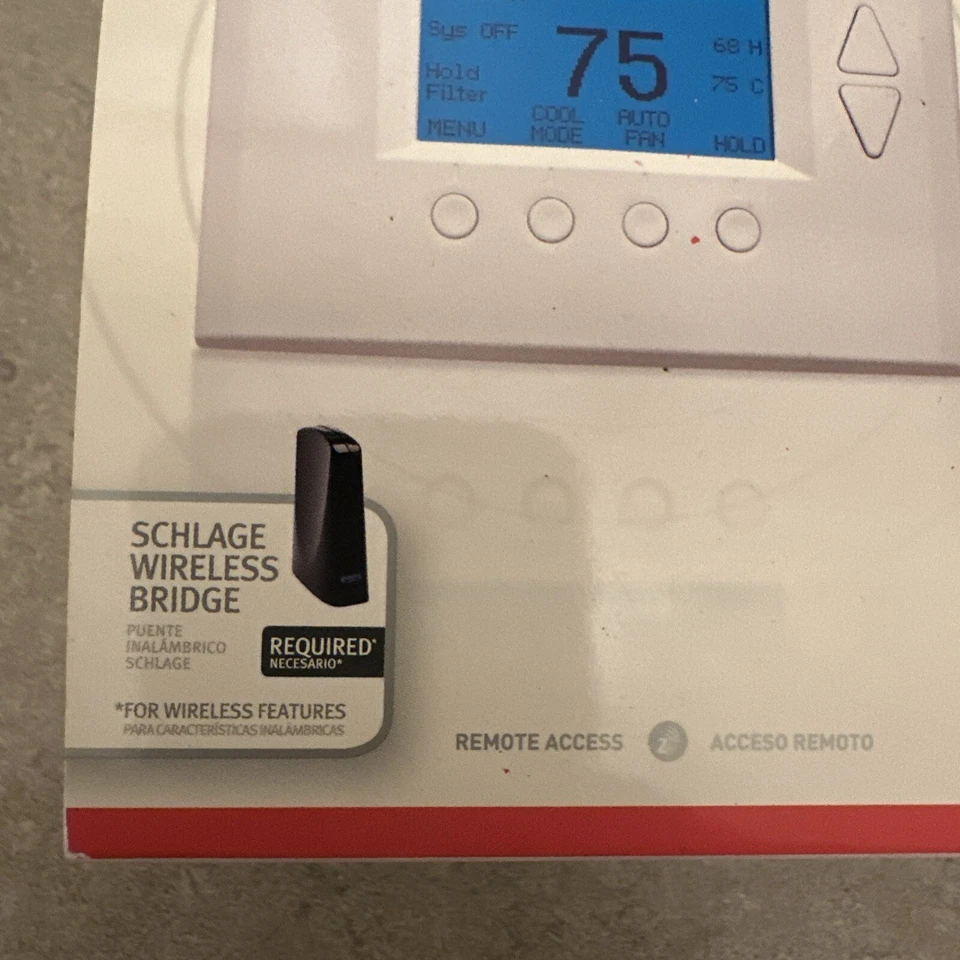 Sys OFF
75
68 H
Hold
75 C
Filter
COOL AUTO
MENU MODE FAN HOLD
SCHLAGE
WIRELESS
BRIDGE
PUENTE
INALÁMBRICO
SCHLAGE
REQUIRED*
NECESARIO*
*FOR WIRELESS FEATURES
PARA CARACTERÍSTICAS INALÁMBRICAS
REMOTE ACCESS Z ACCESO REMOTO